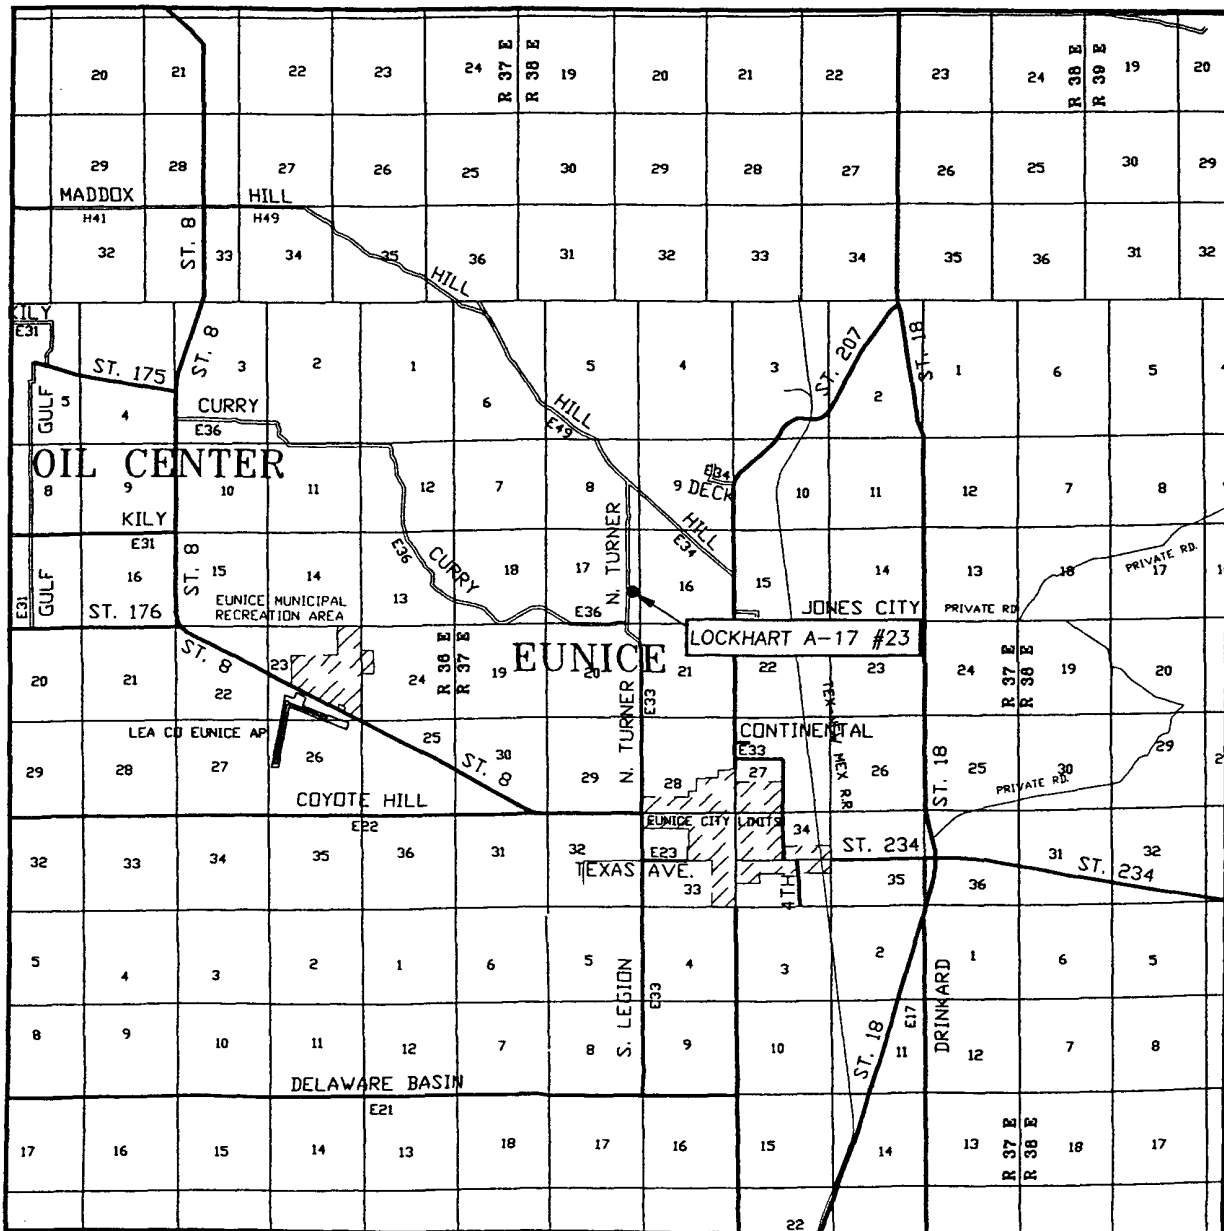 20 21 22 23 24 R 37 E R 38 E 19 20 21 22 23 24 R 38 E R 39 E 19 20
29 28 27 26 25 30 29 28 27 26 25 30 29
MADDOX HILL
H41 H49
32 ST. 8 33 34 35 36 31 32 33 34 35 36 31 32
HILL
KILY
E31
ST. 175 ST. 8 3 2 1 5 4 3 ST. 207 ST. 18 1 6 5 4
GULF 5 4 6 2
CURRY HILL
E36 E49
OIL CENTER
8 9 10 11 12 7 8 9 DECK E34 10 11 12 7 8
KILY N. TURNER HILL
E31 E36 CURRY E34
GULF 16 ST. 8 15 14 13 18 17 16 15 14 13 18 17 PRIVATE RD.
E31 ST. 176 EUNICE MUNICIPAL
RECREATION AREA
E36 JONES CITY PRIVATE RD
LOCKHART A-17 #23
ST. 8 EUNICE
20 21 22 23 24 R 36 E R 37 E 19 20 21 22 23 24 R 37 E R 38 E 19 20
N. TURNER E33 TEX-NEW MEX RR
LEA CO EUNICE AP CONTINENTAL
E33
29 28 27 26 25 30 29 28 27 26 25 30 29
ST. 8 ST. 18 PRIVATE RD.
COYOTE HILL
E22
EUNICE CITY LIMITS
32 33 34 35 36 31 32 E23 34 ST. 234 31 32
TEXAS AVE. 33 4TH 35 36 ST. 234
5 4 3 2 1 6 5 4 3 2 1 6 5
S. LEGION E33 DRINKARD E17
8 9 10 11 12 7 8 9 10 ST. 18 11 12 7 8
DELAWARE BASIN
E21
17 16 15 14 13 18 17 16 15 14 13 R 37 E R 38 E 18 17
22